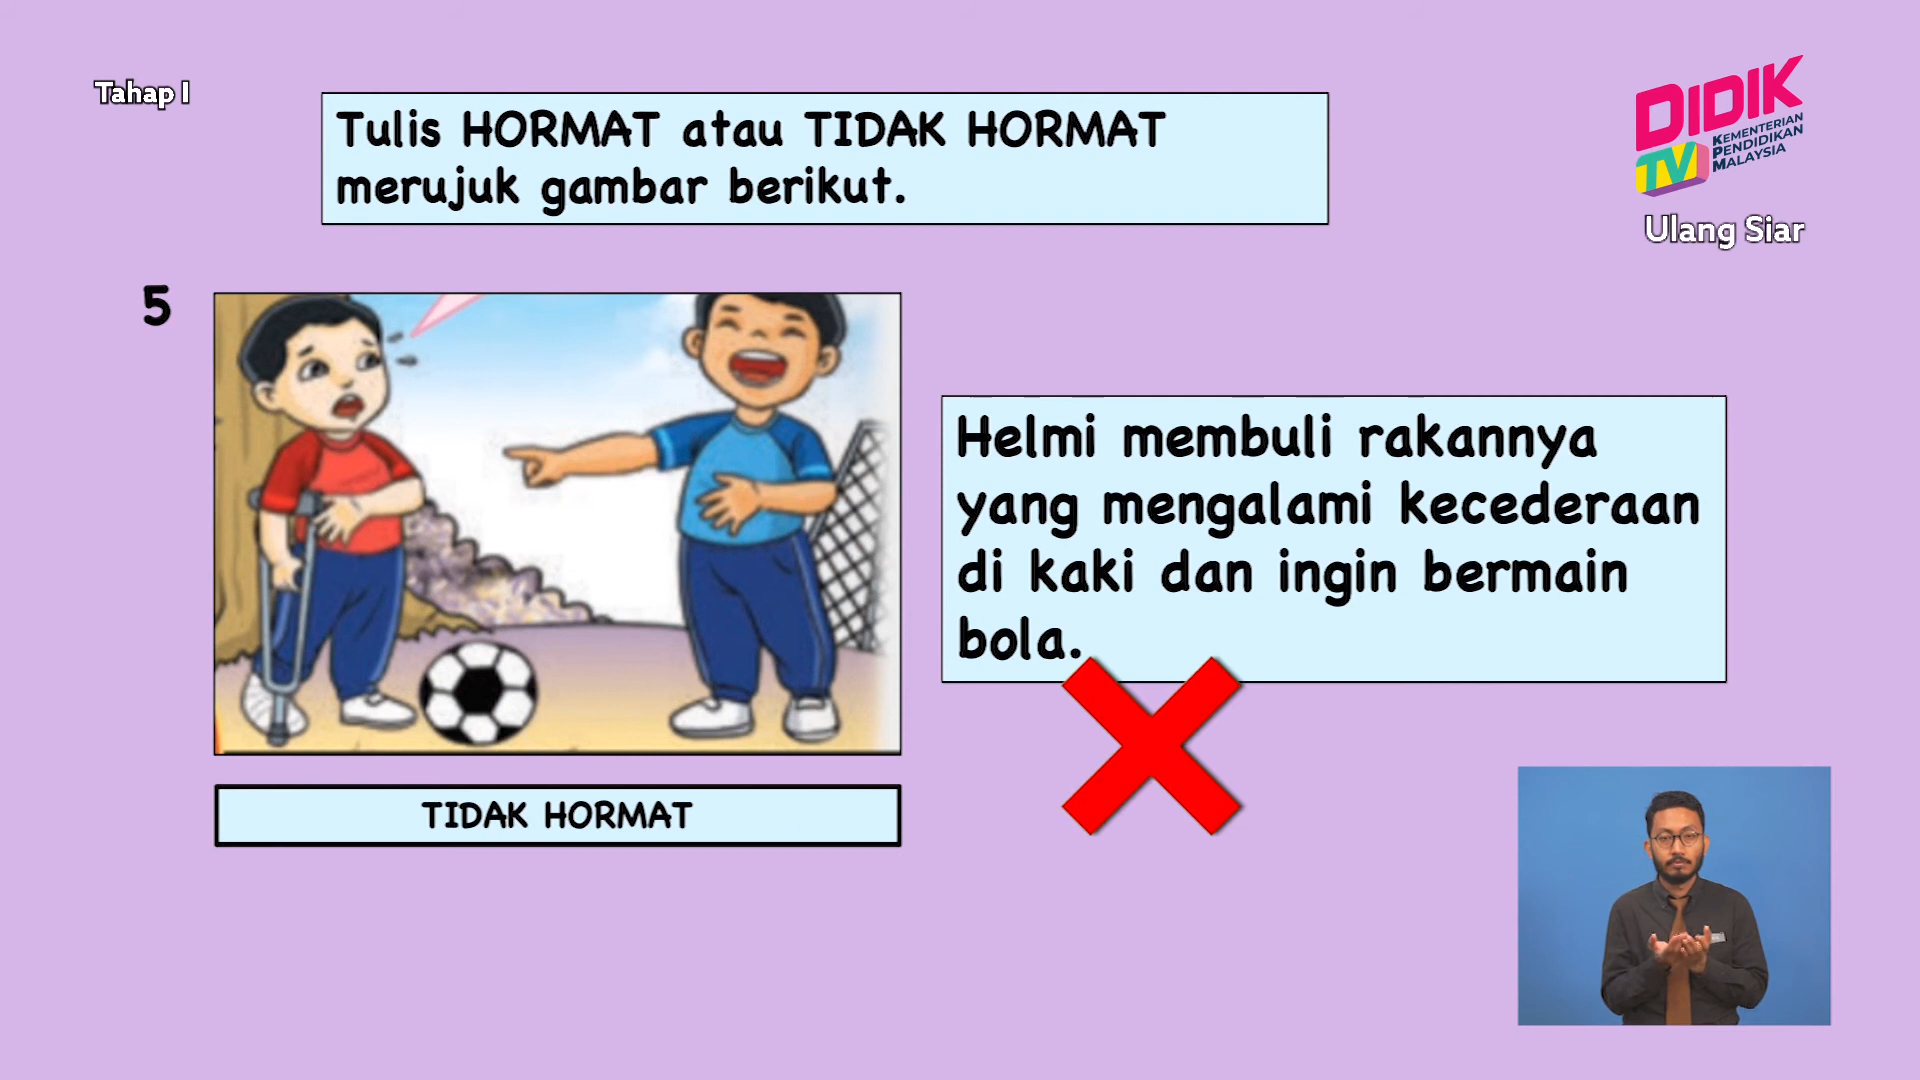 Tahap I
Tulis HORMAT atau TIDAK HORMAT
merujuk gambar berikut.
DIDIK
TV
KEMENTERIAN
PENDIDIKAN
MALAYSIA
Ulang Siar
5
Helmi membuli rakannya
yang mengalami kecederaan
di kaki dan ingin bermain
bola.
TIDAK HORMAT